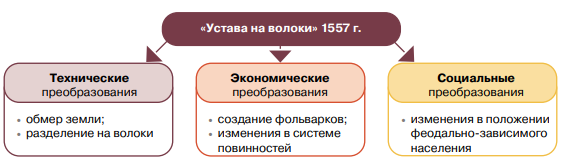 «Устава на волоки» 1557 г.
Технические
преобразования
• обмер земли;
• разделение на волоки
Экономические
преобразования
• создание фольварков;
• изменения в системе
повинностей
Социальные
преобразования
• изменения в положении
феодально-зависимого
населения